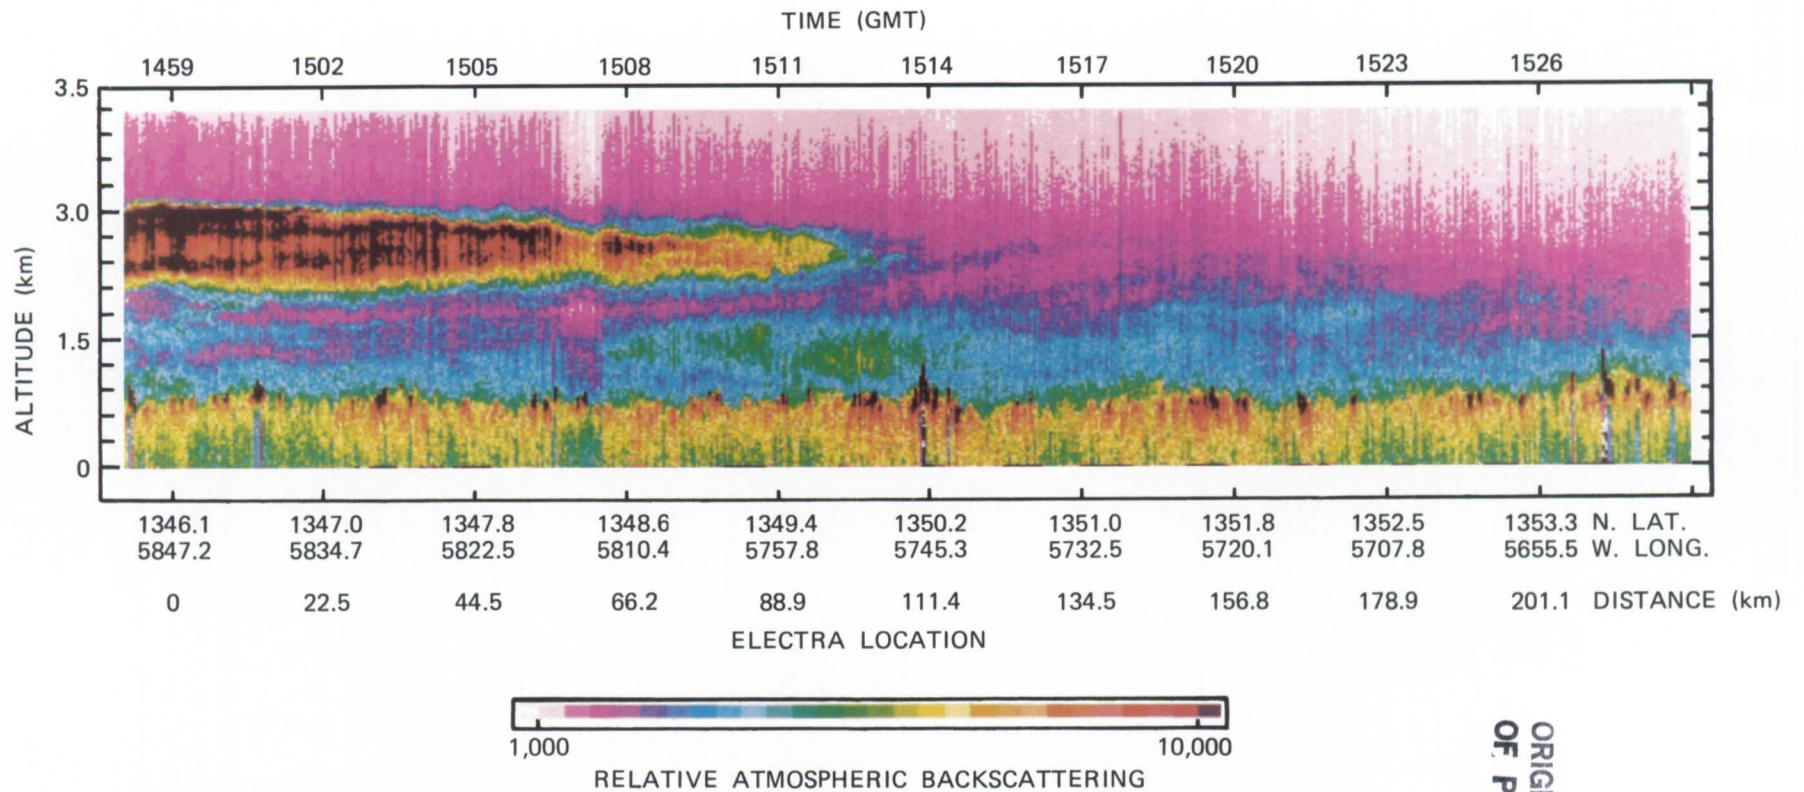 TIME (GMT)
1459 1502 1505 1508 1511 1514 1517 1520 1523 1526
3.5
3.0
1.5
0
ALTITUDE (km)
1346.1 1347.0 1347.8 1348.6 1349.4 1350.2 1351.0 1351.8 1352.5 1353.3 N. LAT.
5847.2 5834.7 5822.5 5810.4 5757.8 5745.3 5732.5 5720.1 5707.8 5655.5 W. LONG.
0 22.5 44.5 66.2 88.9 111.4 134.5 156.8 178.9 201.1 DISTANCE (km)
ELECTRA LOCATION
1,000 10,000
RELATIVE ATMOSPHERIC BACKSCATTERING
ORIGI
OF P